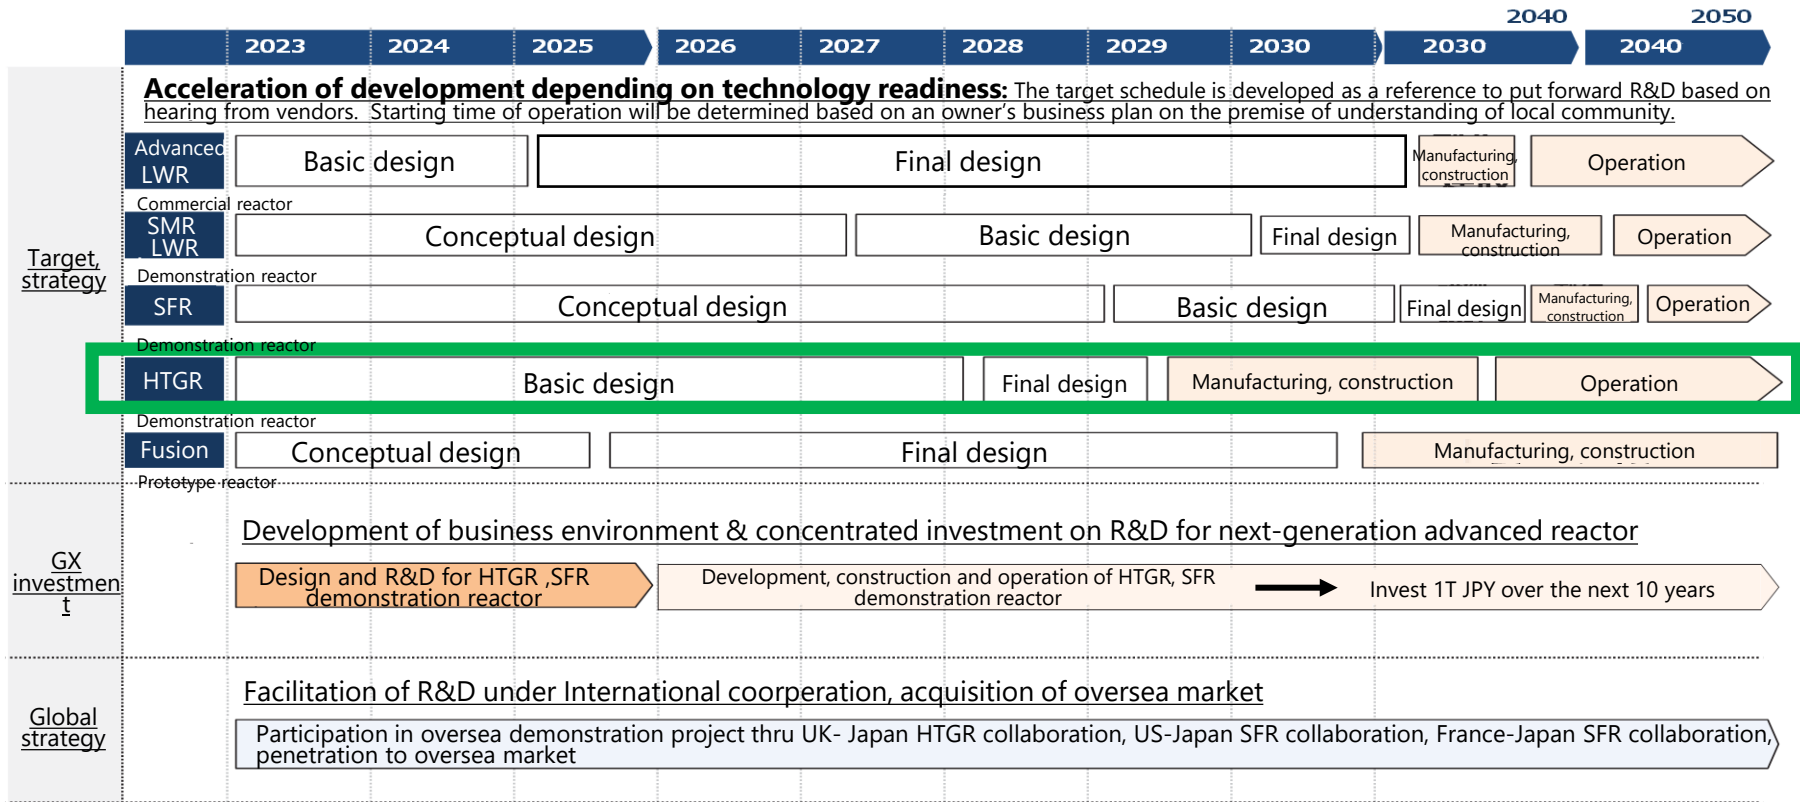 2040 2050
2023 2024 2025 2026 2027 2028 2029 2030 2030 2040
Acceleration of development depending on technology readiness: The target schedule is developed as a reference to put forward R&D based on
hearing from vendors. Starting time of operation will be determined based on an owner's business plan on the premise of understanding of local community.
Target,
strategy
Advanced
LWR
Basic design
Final design
Manufacturing,
construction
Operation
Commercial reactor
SMR
LWR
Conceptual design
Basic design
Final design
Manufacturing,
construction
Operation
Demonstration reactor
SFR
Conceptual design
Basic design
Final design
Manufacturing,
construction
Operation
Demonstration reactor
HTGR
Basic design
Final design
Manufacturing, construction
Operation
Demonstration reactor
Fusion
Conceptual design
Final design
Manufacturing, construction
Prototype reactor
GX
investmen
t
Development of business environment & concentrated investment on R&D for next-generation advanced reactor
Design and R&D for HTGR ,SFR
demonstration reactor
Development, construction and operation of HTGR, SFR
demonstration reactor
Invest 1T JPY over the next 10 years
Global
strategy
Facilitation of R&D under International coorperation, acquisition of oversea market
Participation in oversea demonstration project thru UK- Japan HTGR collaboration, US-Japan SFR collaboration, France-Japan SFR collaboration,
penetration to oversea market